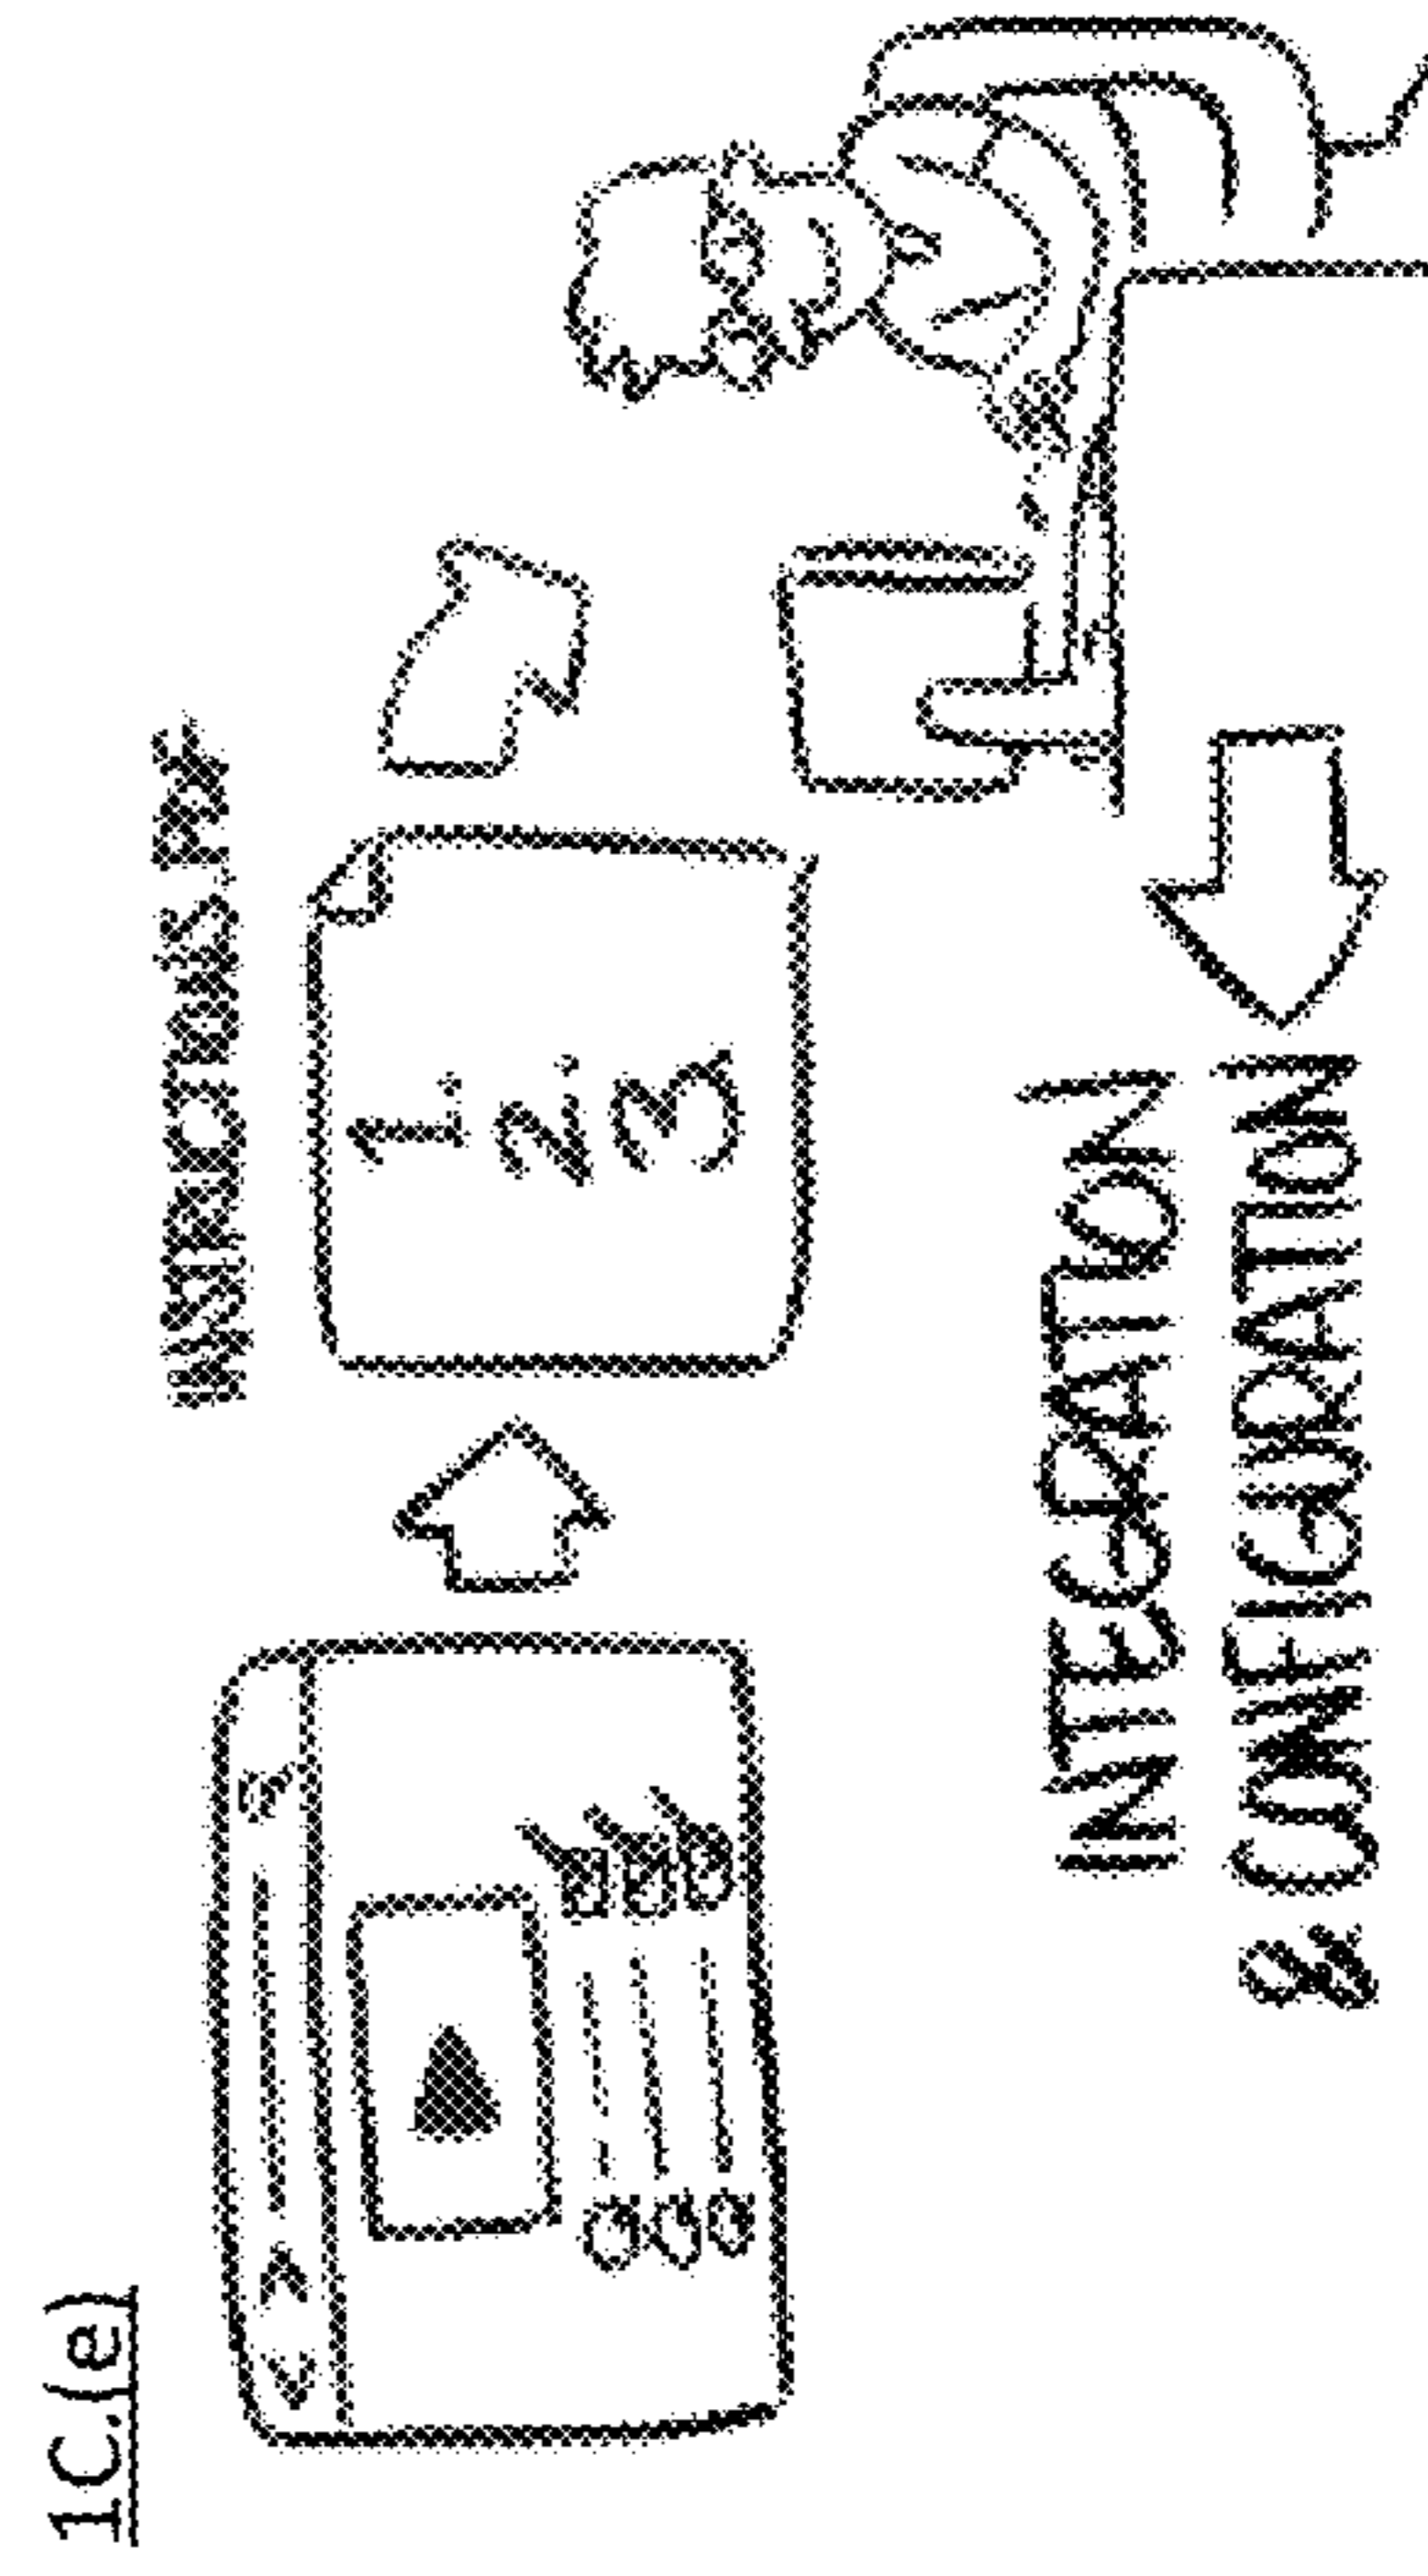 1C.(e)
INSTRUCTIONS.PDF
1.
2.
3
INTEGRATION
& CONFIGURATION